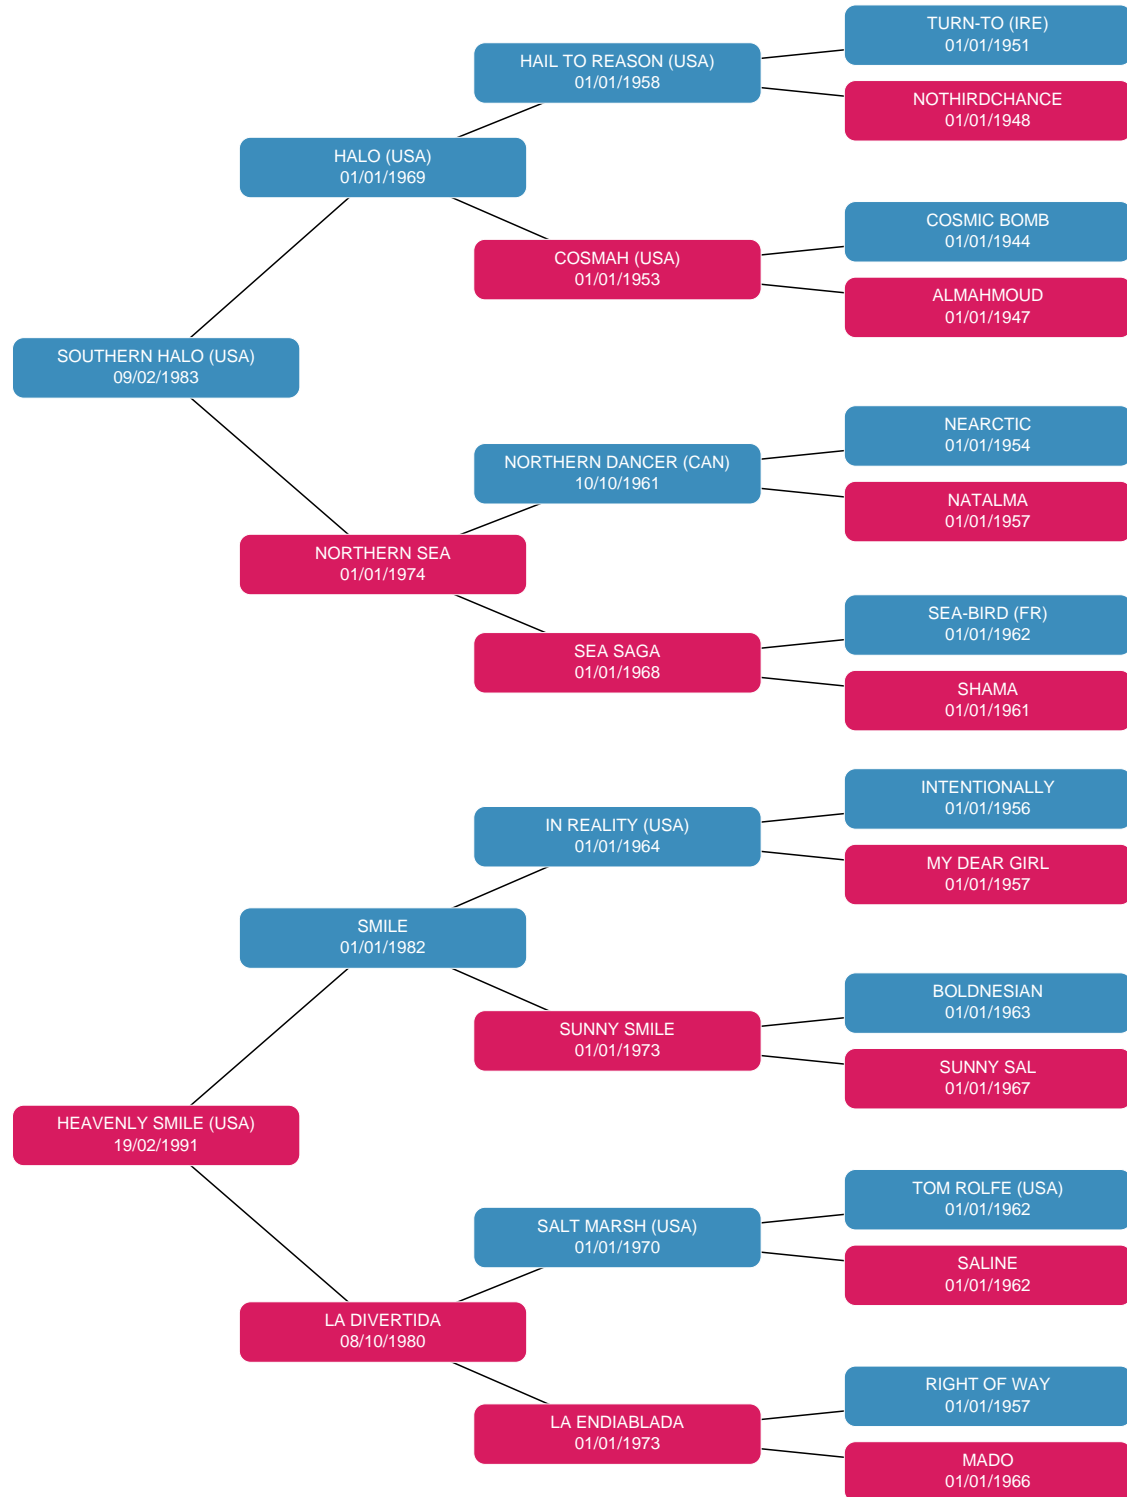 TURN-TO (IRE)
01/01/1951
HAIL TO REASON (USA)
01/01/1958
NOTHIRDCHANCE
01/01/1948
HALO (USA)
01/01/1969
COSMIC BOMB
01/01/1944
COSMAH (USA)
01/01/1953
ALMAHMOUD
01/01/1947
SOUTHERN HALO (USA)
09/02/1983
NEARCTIC
01/01/1954
NORTHERN DANCER (CAN)
10/10/1961
NATALMA
01/01/1957
NORTHERN SEA
01/01/1974
SEA-BIRD (FR)
01/01/1962
SEA SAGA
01/01/1968
SHAMA
01/01/1961
INTENTIONALLY
01/01/1956
IN REALITY (USA)
01/01/1964
MY DEAR GIRL
01/01/1957
SMILE
01/01/1982
BOLDNESIAN
01/01/1963
SUNNY SMILE
01/01/1973
SUNNY SAL
01/01/1967
HEAVENLY SMILE (USA)
19/02/1991
TOM ROLFE (USA)
01/01/1962
SALT MARSH (USA)
01/01/1970
SALINE
01/01/1962
LA DIVERTIDA
08/10/1980
RIGHT OF WAY
01/01/1957
LA ENDIABLADA
01/01/1973
MADO
01/01/1966